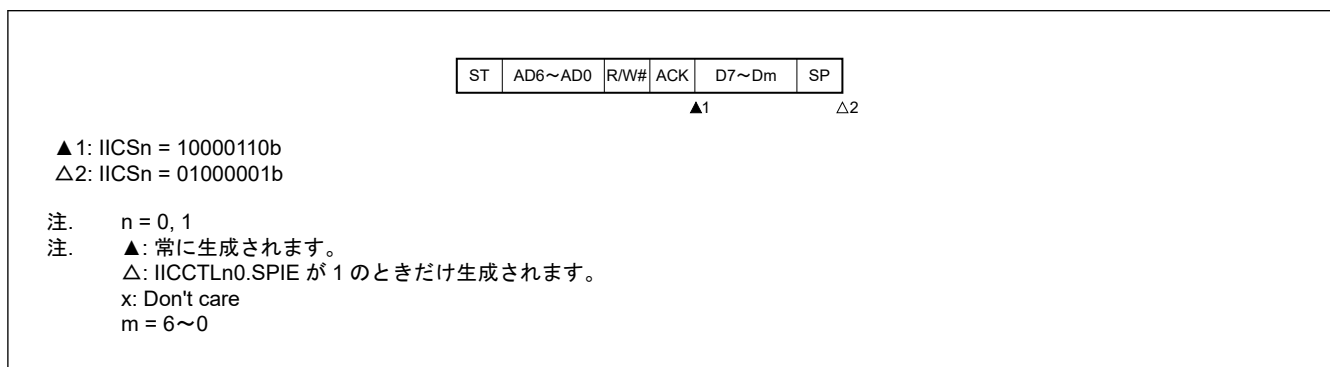 ST AD6～AD0 R/W# ACK D7～Dm SP
▲1 △2
▲1: IICSn = 10000110b
△2: IICSn = 01000001b
注. n = 0, 1
注. ▲: 常に生成されます。
△: IICCTLn0.SPIE が 1 のときだけ生成されます。
x: Don't care
m = 6～0